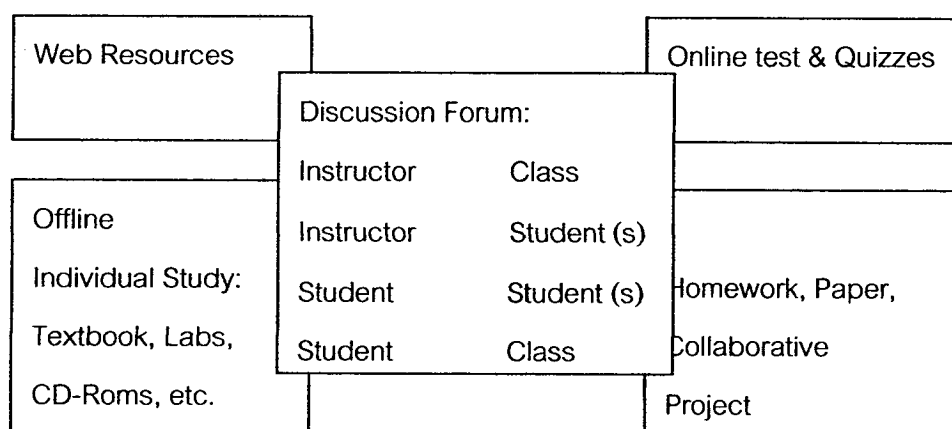 Web Resources
Online test & Quizzes
Discussion Forum:
Instructor Class
Instructor Student (s)
Student Student (s)
Student Class
Offline
Individual Study:
Textbook, Labs,
CD-Roms, etc.
Homework, Paper,
Collaborative
Project